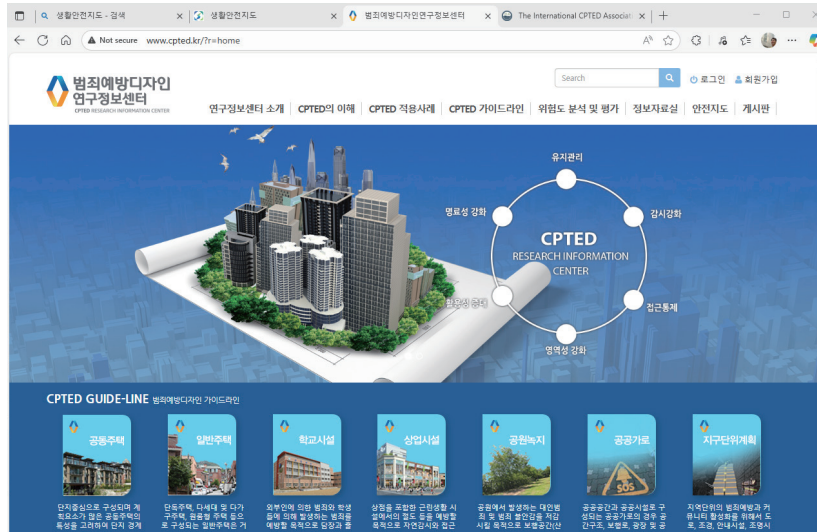 생활안전지도 - 검색
생활안전지도
범죄예방디자인연구정보센터
The International CPTED Associati
Not secure www.cpted.kr/?r=home
범죄예방디자인
연구정보센터
CPTED RESEARCH INFORMATION CENTER
Search
로그인 회원가입
연구정보센터 소개 CPTED의 이해 CPTED 적용사례 CPTED 가이드라인 위험도 분석 및 평가 정보자료실 안전지도 게시판
유지관리
명료성 강화
감시강화
CPTED
RESEARCH INFORMATION
CENTER
활용성 증대
접근통제
영역성 강화
CPTED GUIDE-LINE 범죄예방디자인 가이드라인
공동주택 일반주택 학교시설 상업시설 공원녹지 공공가로 지구단위계획
SOS
단지중심으로 구성되며 계
획요소가 많은 공동주택의
특성을 고려하여 단지 경계
단독주택, 다세대 및 다가
구주택, 원룸형 주택 등으
로 구성되는 일반주택은 거
외부인에 의한 범죄와 학생
등에 의해 발생하는 범죄를
예방할 목적으로 담장과 출
상점을 포함한 근린생활 시
설에서의 절도 등을 예방할
목적으로 자연감시와 접근
공원에서 발생하는 대인범
죄 및 범죄 불안감을 저감
시킬 목적으로 보행공간(산
공공공간과 공공시설로 구
성되는 공공가로의 경우 공
간구조, 보행로, 광장 및 공
지역단위의 범죄예방과 커
뮤니티 활성화를 위해서 도
로, 조경, 안내시설, 조명시